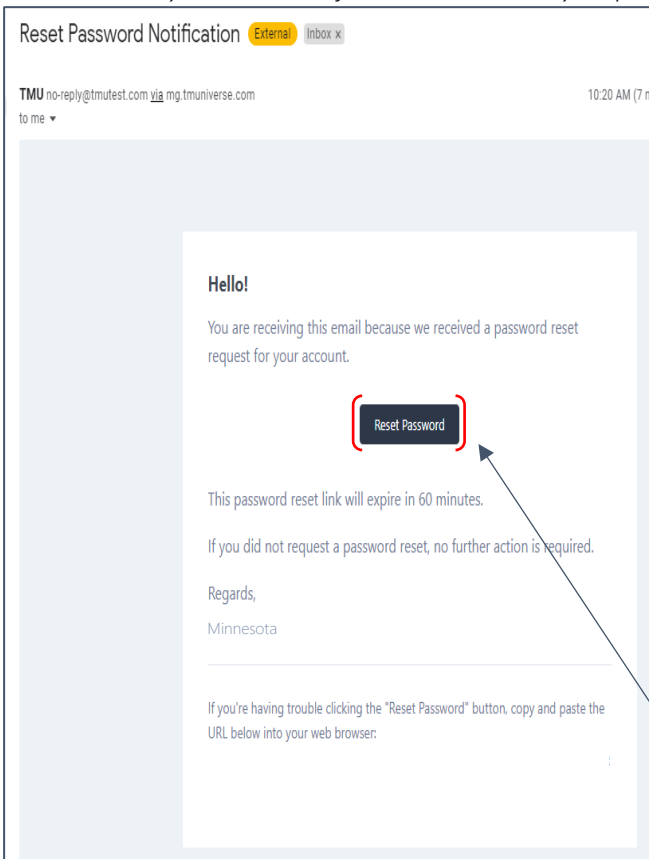 Reset Password Notification External Inbox x
TMU no-reply@tmutest.com via mg.tmuniverse.com 10:20 AM (7
to me
Hello!
You are receiving this email because we received a password reset
request for your account.
Reset Password
This password reset link will expire in 60 minutes.
If you did not request a password reset, no further action is required.
Regards,
Minnesota
If you're having trouble clicking the "Reset Password" button, copy and paste the
URL below into your web browser: